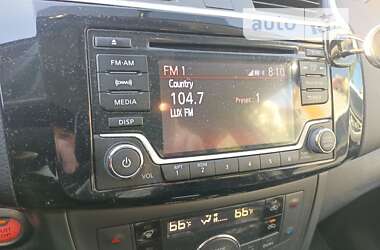 auto
FM 1
8:10
FM·AM
Country
104.7
Preset 1
LUX FM
MEDIA
DISP
VOL
1 2 3 4 5 6
66°F
66°F